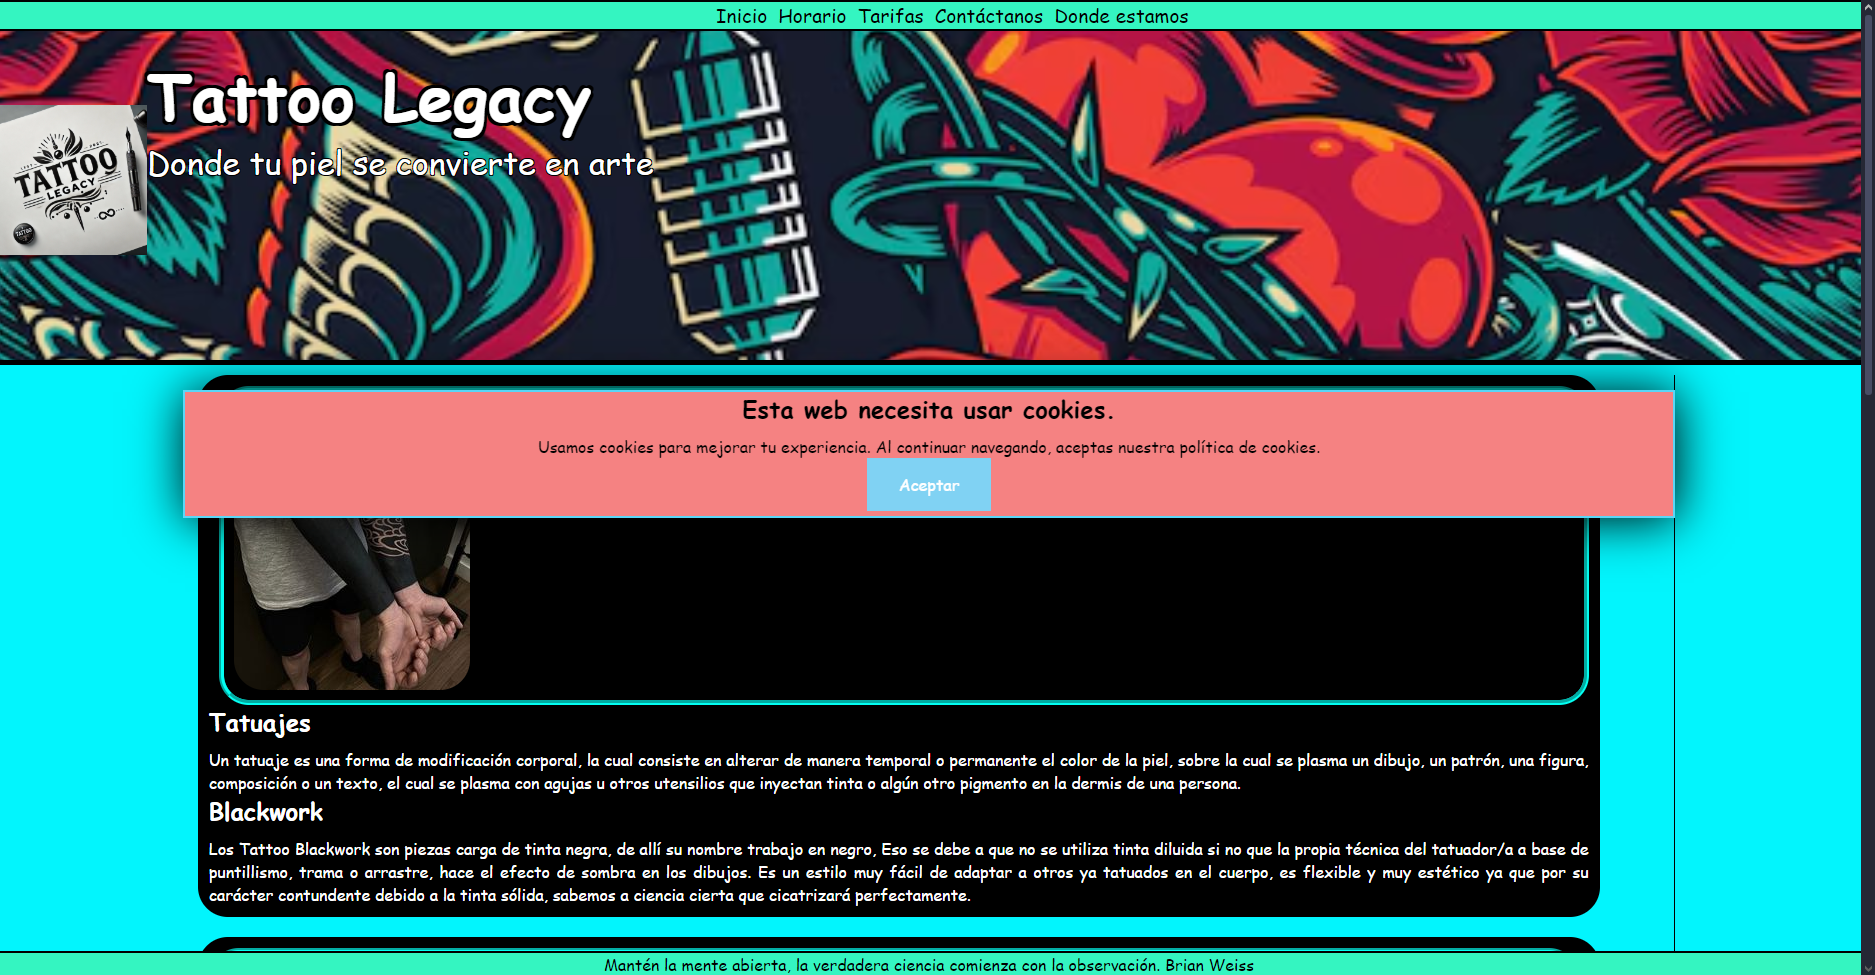 Inicio Horario Tarifas Contáctanos Donde estamos
Tattoo Legacy
Donde tu piel se convierte en arte
TATTOO
LEGACY
TATTOO
Esta web necesita usar cookies.
Usamos cookies para mejorar tu experiencia. Al continuar navegando, aceptas nuestra política de cookies.
Aceptar
Tatuajes
Un tatuaje es una forma de modificación corporal, la cual consiste en alterar de manera temporal o permanente el color de la piel, sobre la cual se plasma un dibujo, un patrón, una figura,
composición o un texto, el cual se plasma con agujas u otros utensilios que inyectan tinta o algún otro pigmento en la dermis de una persona.
Blackwork
Los Tattoo Blackwork son piezas carga de tinta negra, de allí su nombre trabajo en negro, Eso se debe a que no se utiliza tinta diluida si no que la propia técnica del tatuador/a a base de
puntillismo, trama o arrastre, hace el efecto de sombra en los dibujos. Es un estilo muy fácil de adaptar a otros ya tatuados en el cuerpo, es flexible y muy estético ya que por su
carácter contundente debido a la tinta sólida, sabemos a ciencia cierta que cicatrizará perfectamente.
Mantén la mente abierta, la verdadera ciencia comienza con la observación. Brian Weiss